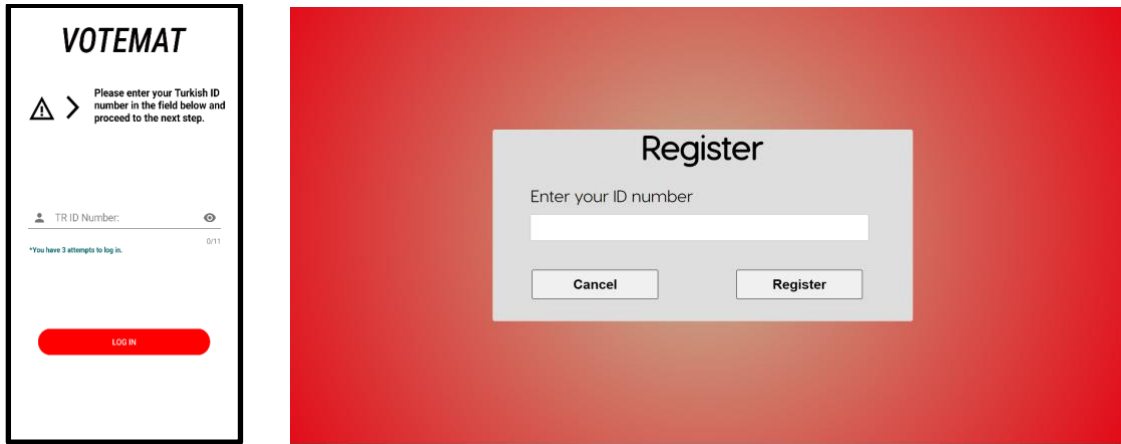 VOTEMAT
Please enter your Turkish ID
number in the field below and
proceed to the next step.
TR ID Number:
0/11
*You have 3 attempts to log in.
LOG IN
Register
Enter your ID number
Cancel
Register